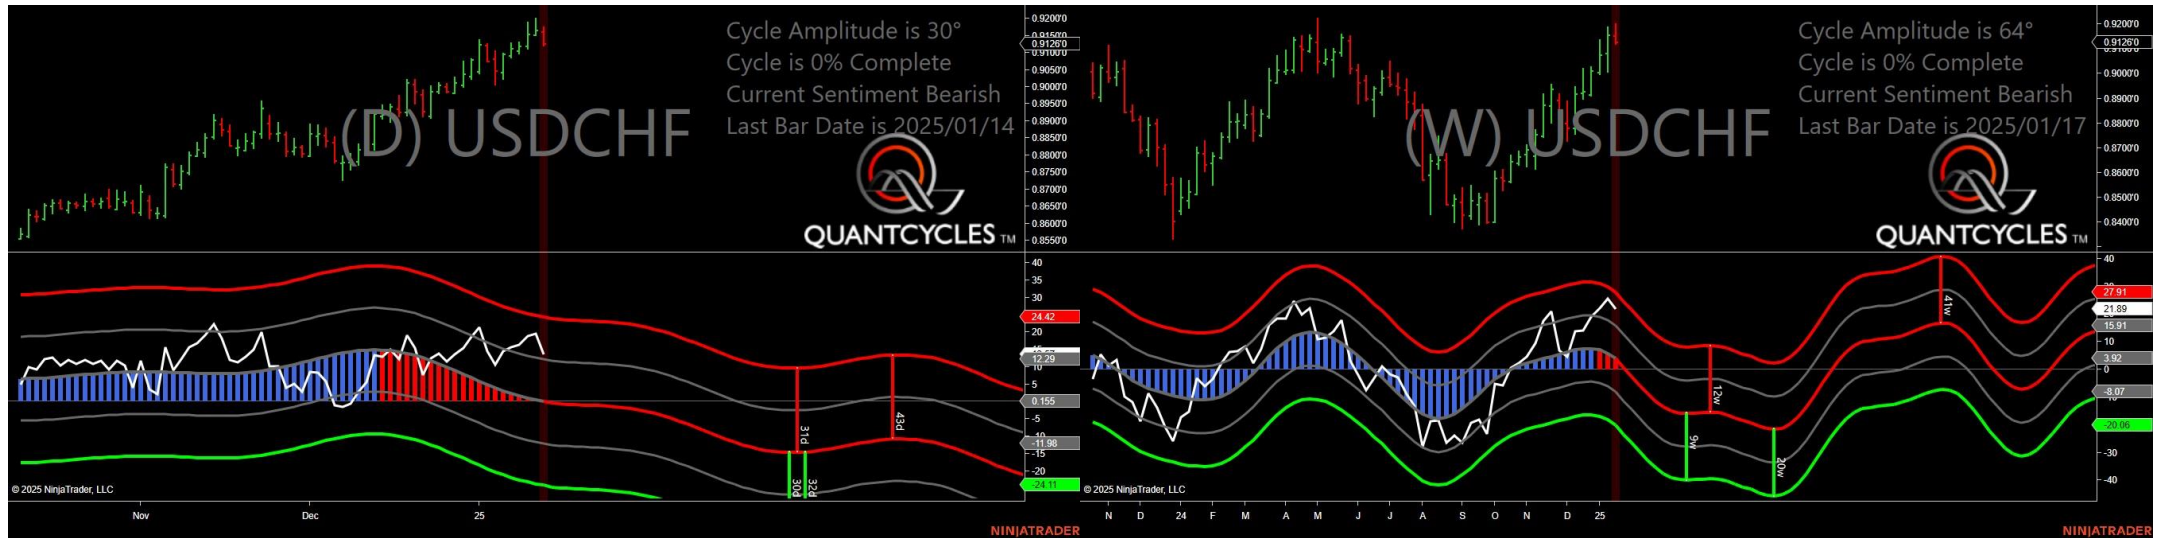 Cycle Amplitude is 30°
Cycle is 0% Complete
Current Sentiment Bearish
Last Bar Date is 2025/01/14
(D) USDCHF
QUANTCYCLES TM
0.9200'0
0.9150'0
0.9126'0
0.9100'0
0.9050'0
0.9000'0
0.8950'0
0.8900'0
0.8850'0
0.8800'0
0.8750'0
0.8700'0
0.8650'0
0.8600'0
0.8550'0
40
35
30
24.42
20
12.29
10
5
0.155
-5
-11.98
-15
-20
-24.11
31d
43d
30d
32d
© 2025 NinjaTrader, LLC
Nov
Dec
25
NINJATRADER
Cycle Amplitude is 64°
Cycle is 0% Complete
Current Sentiment Bearish
Last Bar Date is 2025/01/17
(W) USDCHF
QUANTCYCLES TM
0.9200'0
0.9126'0
0.9000'0
0.8900'0
0.8800'0
0.8700'0
0.8600'0
0.8500'0
0.8400'0
40
27.91
21.89
15.91
10
3.92
0
-8.07
-20.06
-30
-40
41w
12w
9w
20w
© 2025 NinjaTrader, LLC
N D 24 F M A M J J A S O N D 25
NINJATRADER